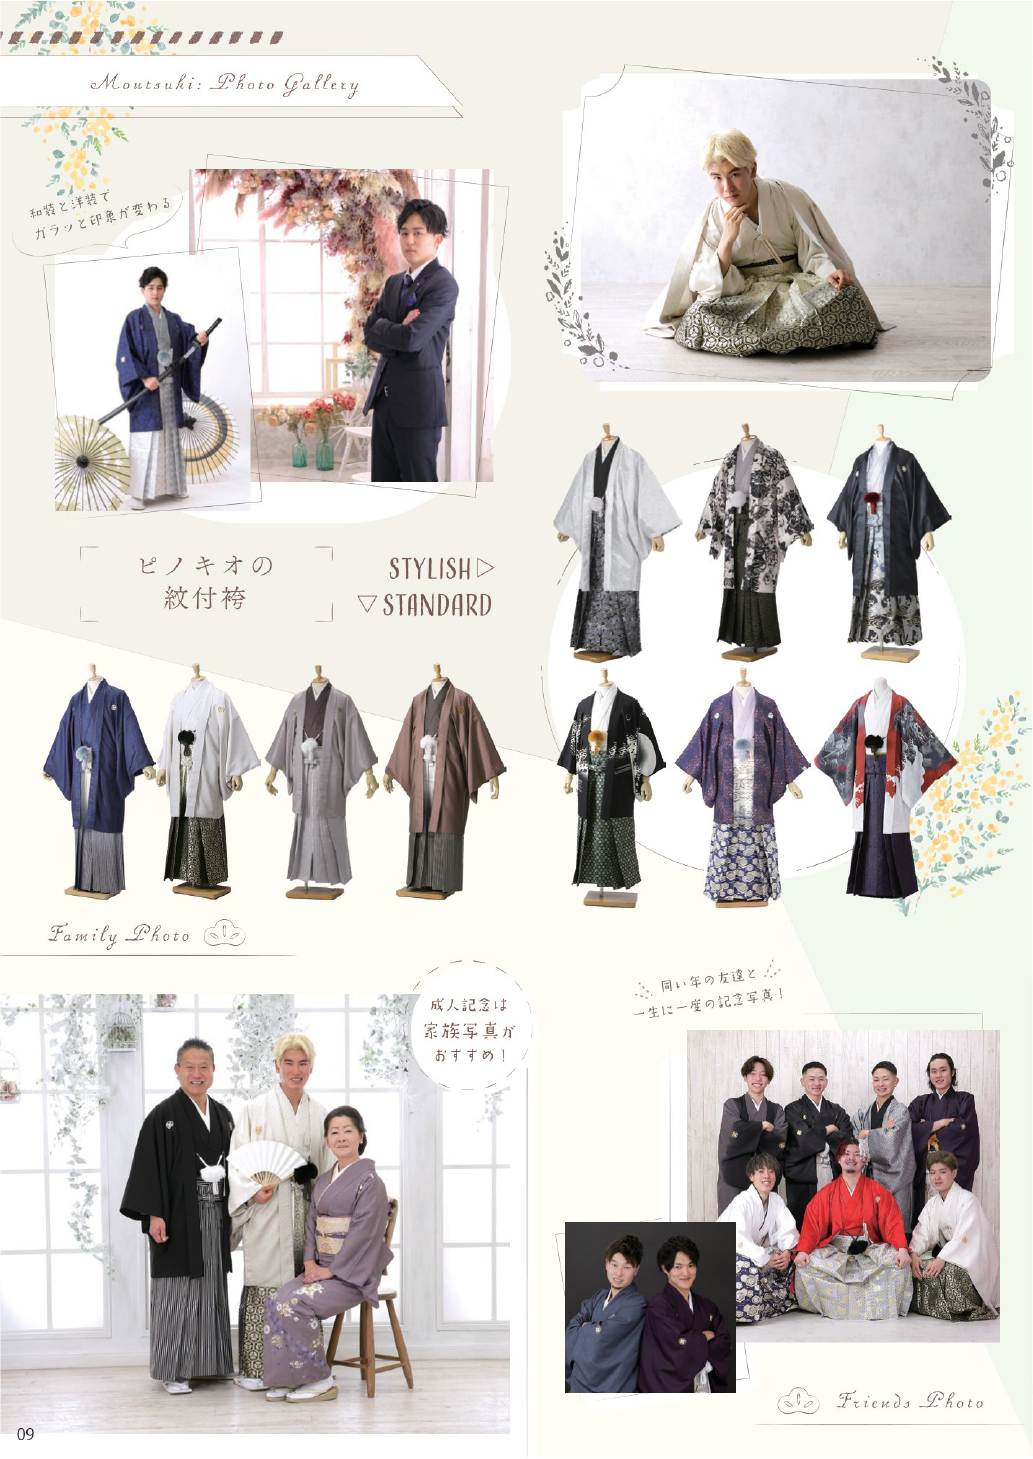 Moutsuki: Photo Gallery
和装と洋装で
ガラッと印象が変わる
ピノキオの
紋付袴
STYLISH▷
▽STANDARD
Family Photo
成人記念は
家族写真が
おすすめ！
同い年の友達と
一生に一度の記念写真！
Friends Photo
09